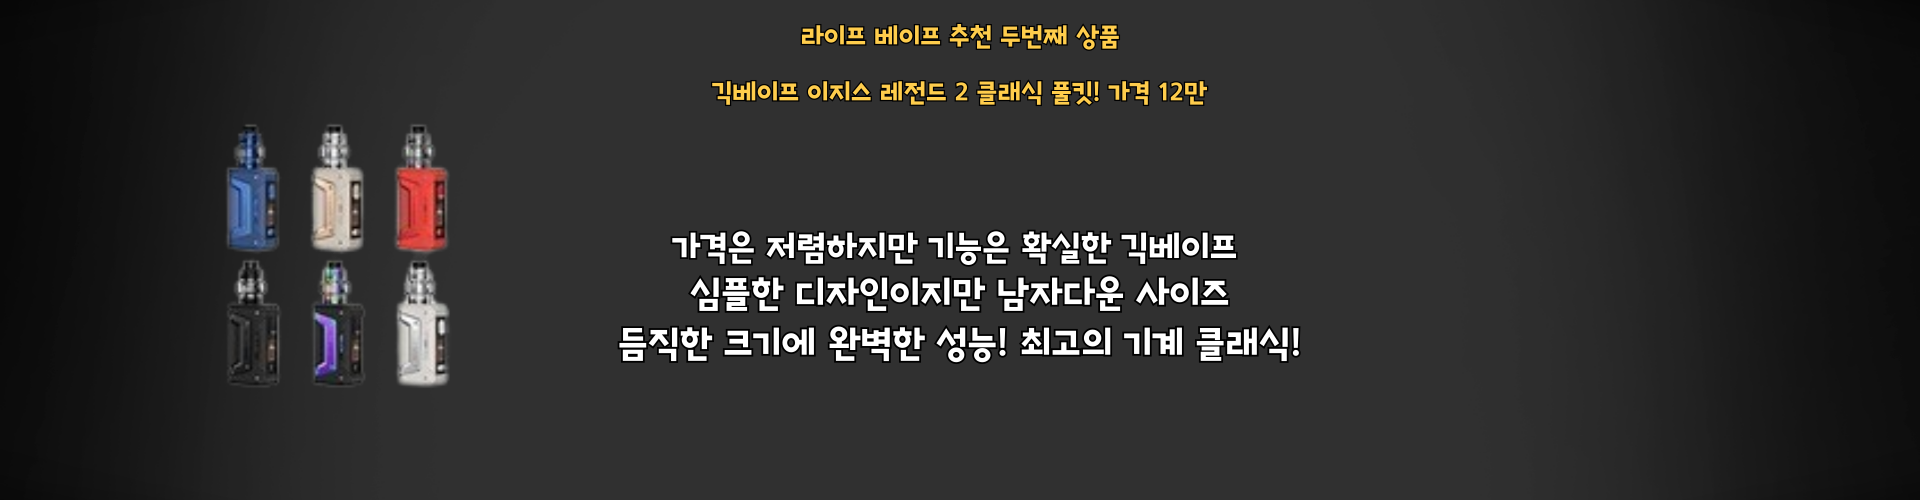 라이프 베이프 추천 두번째 상품
긱베이프 이지스 레전드 2 클래식 풀킷! 가격 12만
가격은 저렴하지만 기능은 확실한 긱베이프
심플한 디자인이지만 남자다운 사이즈
듬직한 크기에 완벽한 성능! 최고의 기계 클래식!